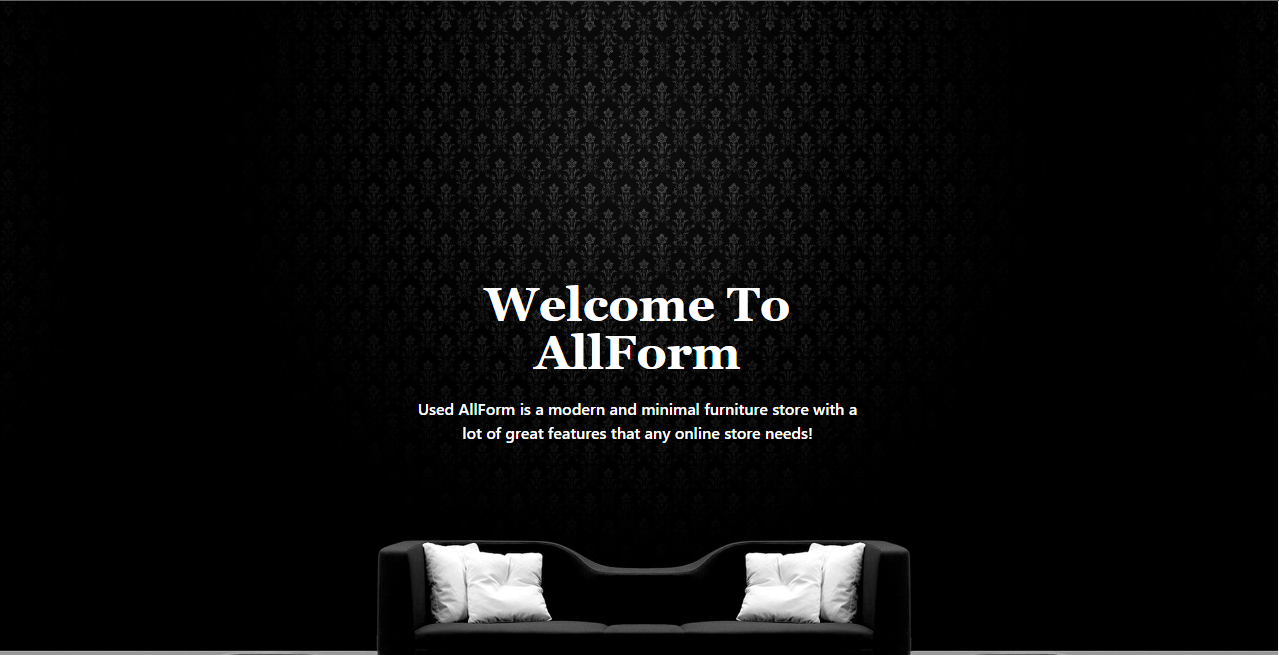 Welcome To
AllForm
Used AllForm is a modern and minimal furniture store with a
lot of great features that any online store needs!